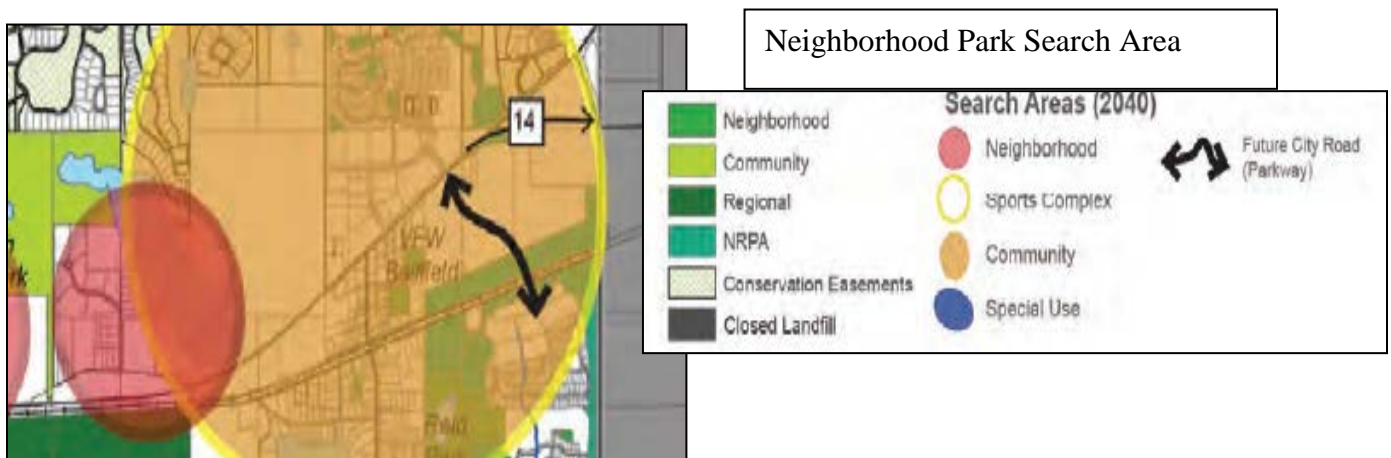 Neighborhood Park Search Area
14
VFW
Ballfield
Neighborhood
Community
Regional
NRPA
Conservation Easements
Closed Landfill
Search Areas (2040)
Neighborhood
Sports Complex
Community
Special Use
Future City Road
(Parkway)